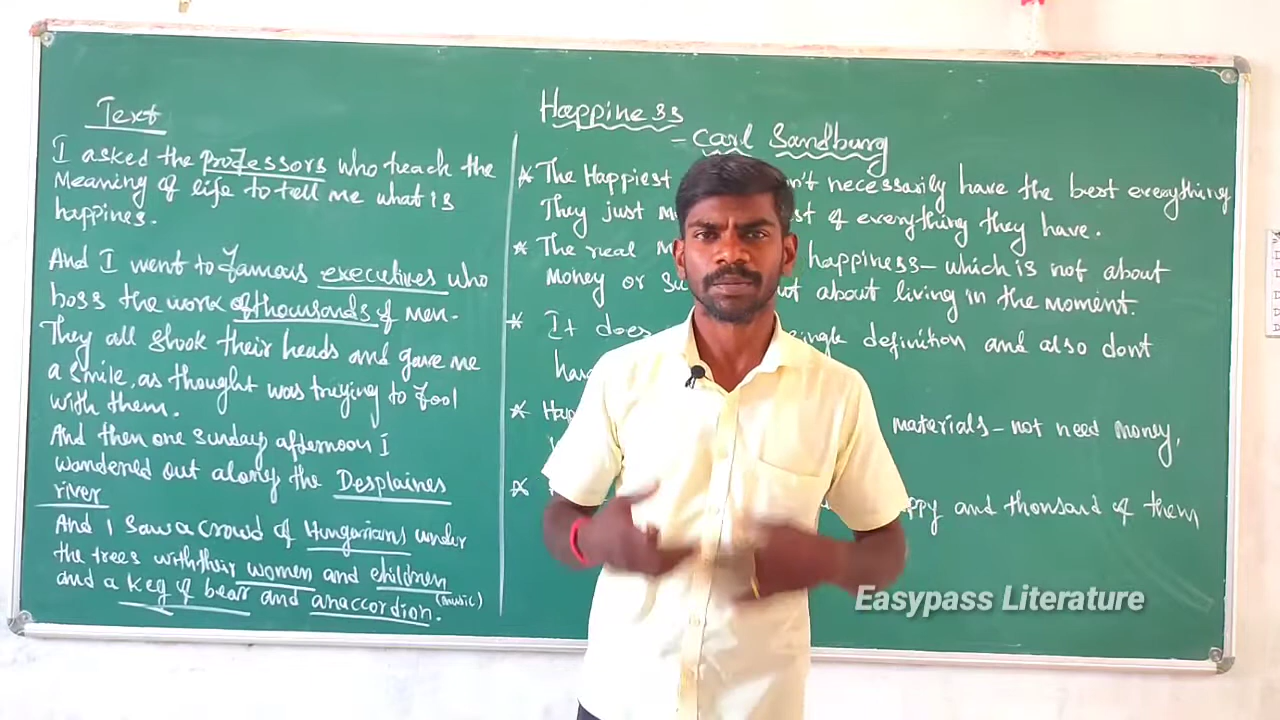 Text
I asked the professors who teach the
Meaning of life to tell me what is
happines.
And I went to famous executives who
boss the work of thousands of men.
They all shook their heads and gave me
a smile, as thought was trying to fool
with them.
And then one sunday afternoon I
wandered out along the Desplaines
river
And I saw a crowd of Hungarians under
the trees with their women and children
and a keg of bear and anaccordion.
(music)
Happiness
- Carl Sandburg
* The Happiest n't necessarily have the best everything
They just st of everything they have.
* The real happiness - which is not about
money or about living in the moment.
* It does single definition and also dont
* materials - not need money,
* and thousand of them
Easypass Literature